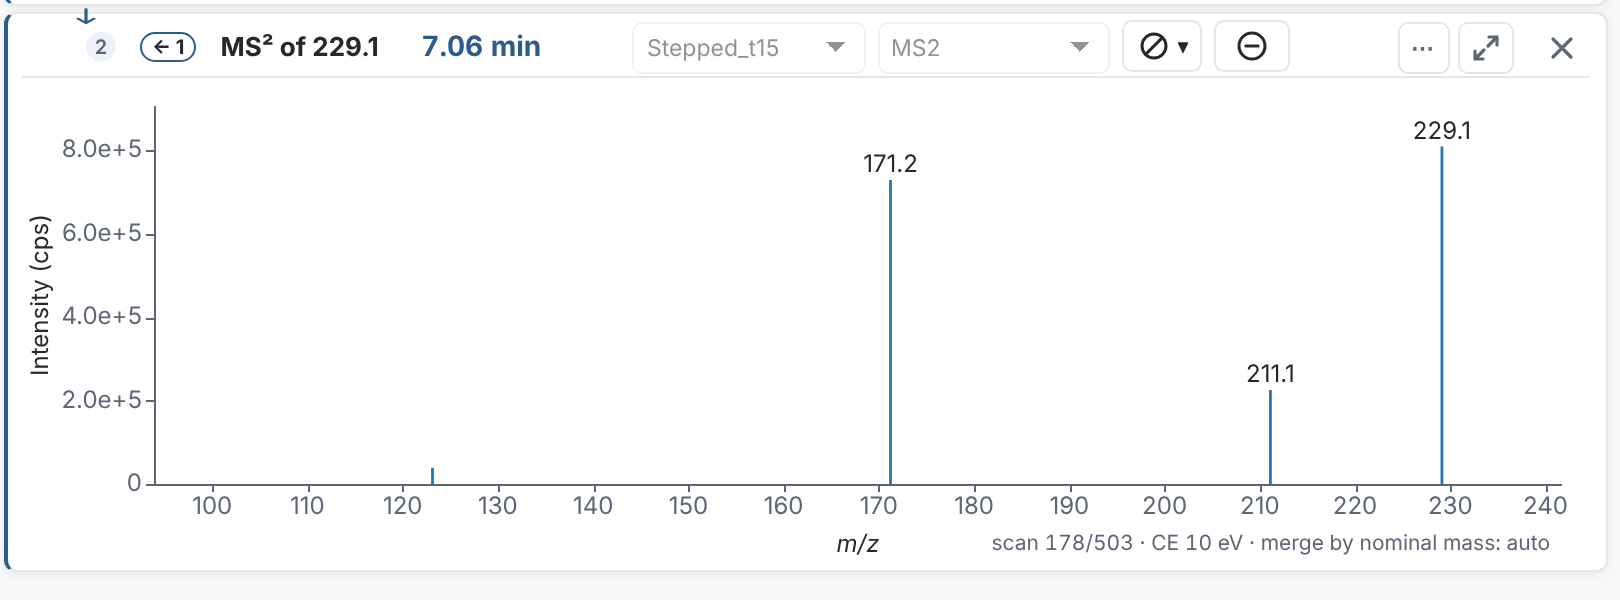 2 ← 1 MS² of 229.1 7.06 min Stepped_t15 MS2 ...
229.1
8.0e+5
171.2
6.0e+5
Intensity (cps)
4.0e+5
211.1
2.0e+5
0
100 110 120 130 140 150 160 170 180 190 200 210 220 230 240
m/z
scan 178/503 · CE 10 eV · merge by nominal mass: auto